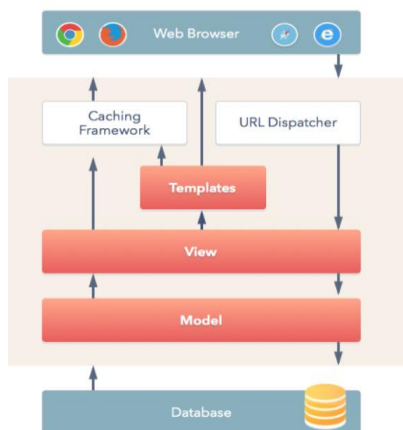 Web Browser
Caching
Framework
URL Dispatcher
Templates
View
Model
Database